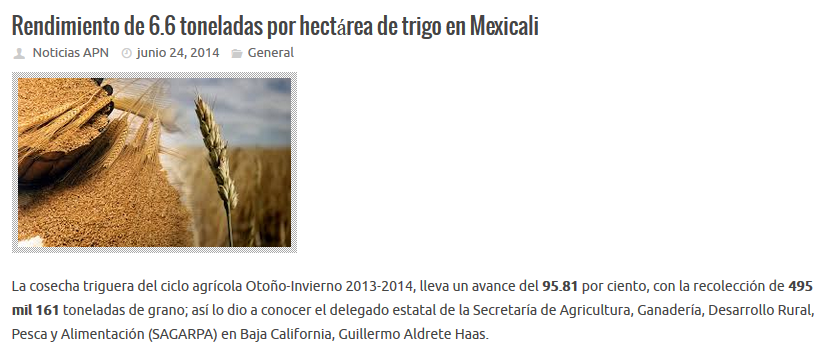 Rendimiento de 6.6 toneladas por hectárea de trigo en Mexicali
Noticias APN junio 24, 2014 General
La cosecha triguera del ciclo agrícola Otoño-Invierno 2013-2014, lleva un avance del 95.81 por ciento, con la recolección de 495
mil 161 toneladas de grano; así lo dio a conocer el delegado estatal de la Secretaría de Agricultura, Ganadería, Desarrollo Rural,
Pesca y Alimentación (SAGARPA) en Baja California, Guillermo Aldrete Haas.